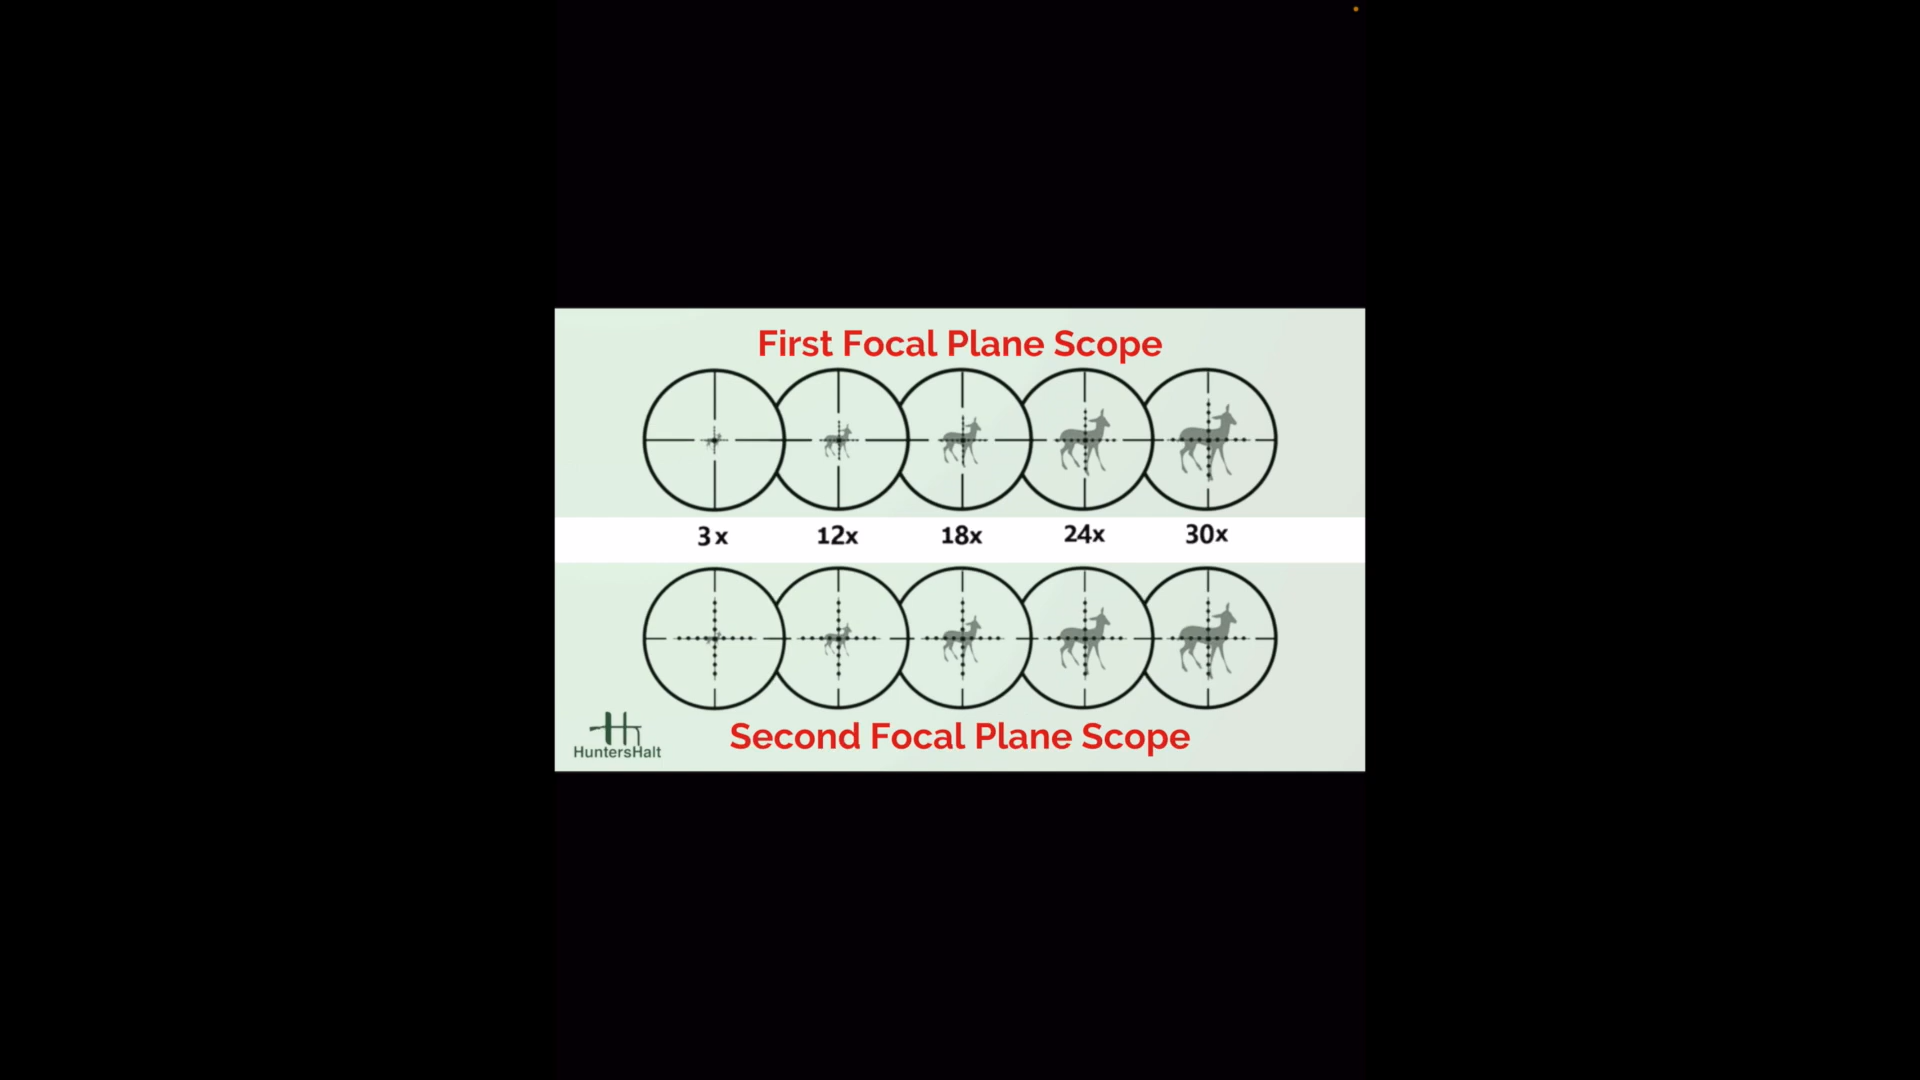 First Focal Plane Scope
3x 12x 18x 24x 30x
HuntersHalt
Second Focal Plane Scope